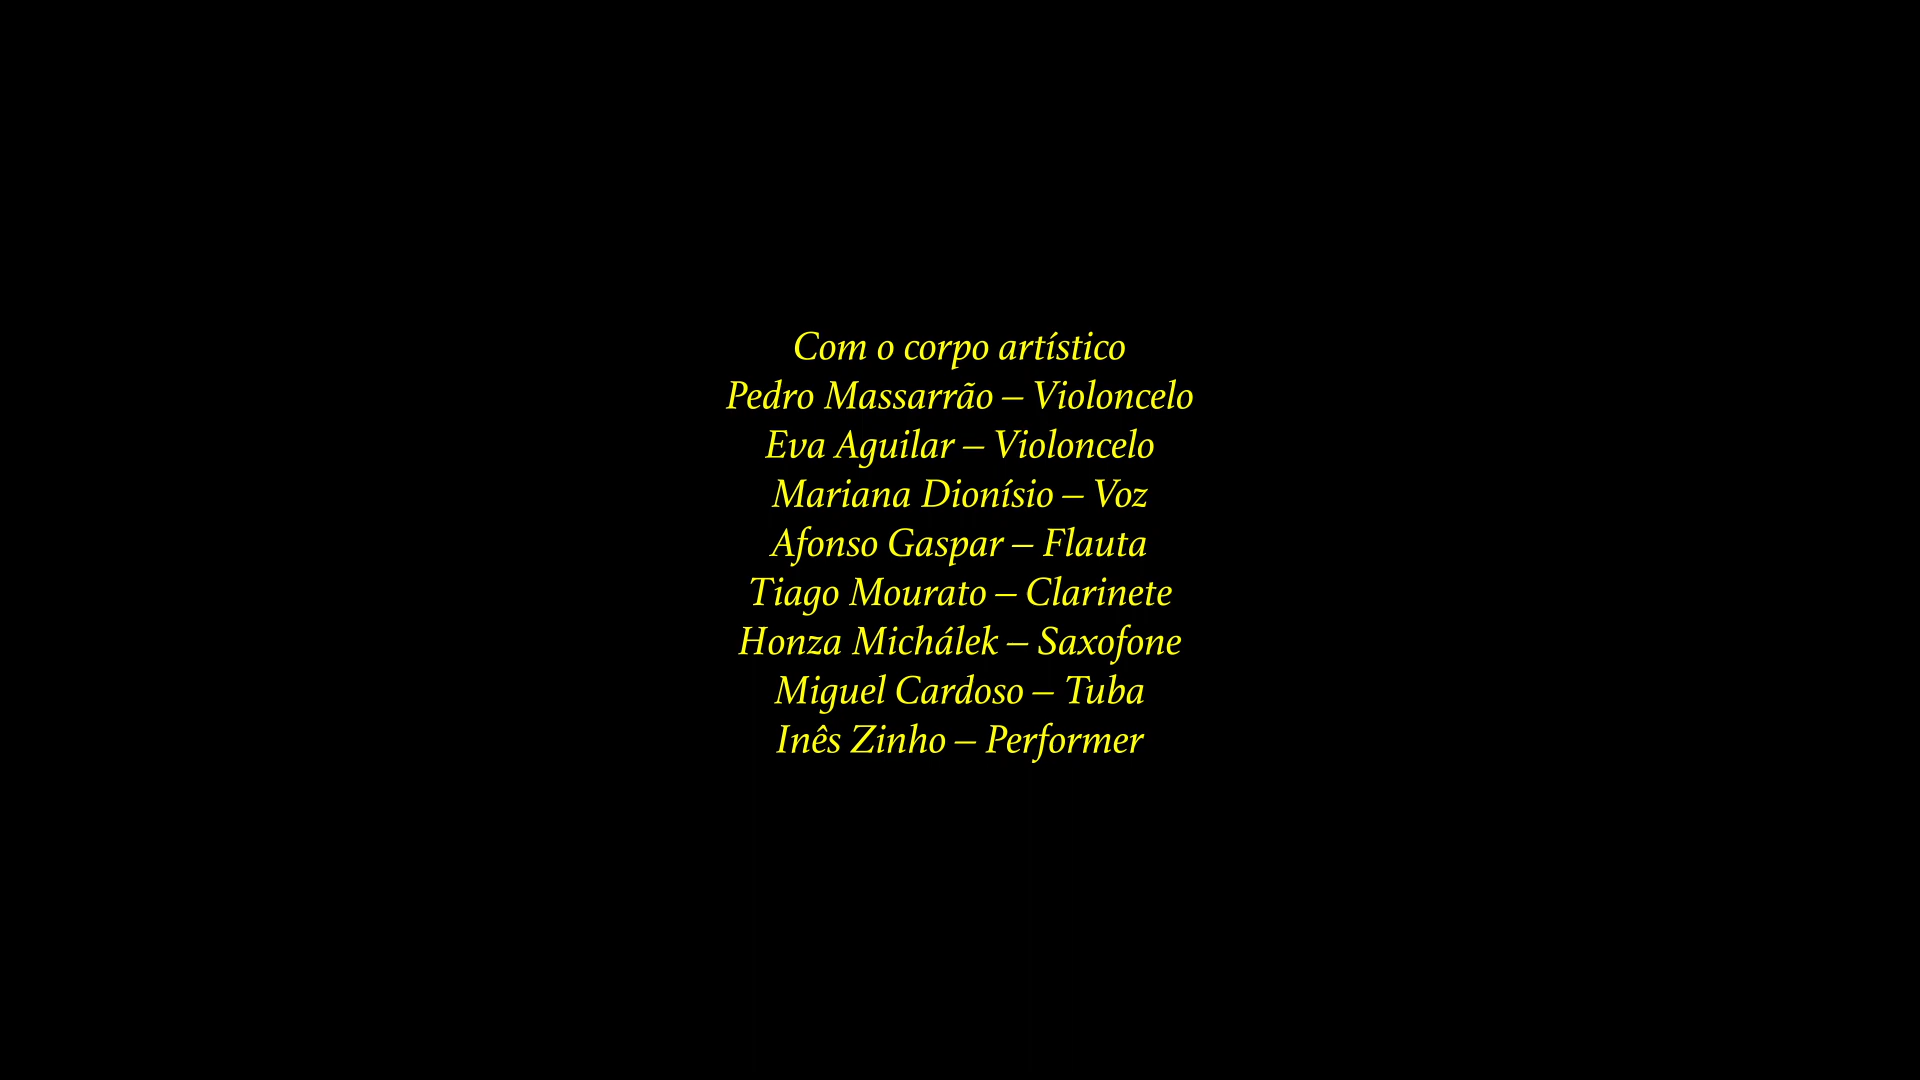 Com o corpo artístico
Pedro Massarrão – Violoncelo
Eva Aguilar – Violoncelo
Mariana Dionísio – Voz
Afonso Gaspar – Flauta
Tiago Mourato – Clarinete
Honza Michálek – Saxofone
Miguel Cardoso – Tuba
Inês Zinho – Performer